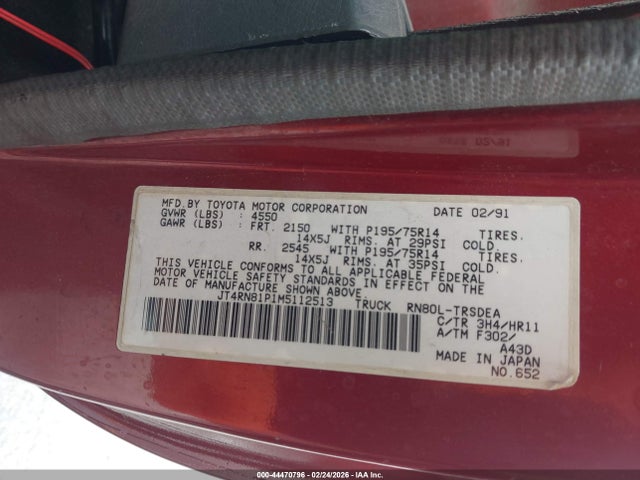 MFD.BY TOYOTA MOTOR CORPORATION DATE 02/91
GVWR (LBS) : 4550
GAWR (LBS) : FRT. 2150 WITH P195/75R14 TIRES.
14X5J RIMS. AT 29PSI COLD.
RR. 2545 WITH P195/75R14 TIRES.
14X5J RIMS. AT 35PSI COLD.
THIS VEHICLE CONFORMS TO ALL APPLICABLE FEDERAL
MOTOR VEHICLE SAFETY STANDARDS IN EFFECT ON THE
DATE OF MANUFACTURE SHOWN ABOVE.
JT4RN81P1M5112513 TRUCK RN80L-TRSDEA
C/TR 3H4/HR11
A/TM F302/
A43D
MADE IN JAPAN
NO.652
000-44470796 - 02/24/2026 - IAA Inc.